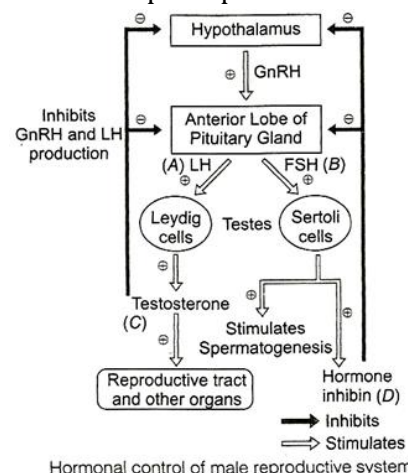 Hypothalamus
⊖
⊖
⊕ GnRH
Inhibits
GnRH and LH
production
⊖
⊖
Anterior Lobe of
Pituitary Gland
(A) LH
FSH (B)
⊕
⊕
Leydig
cells
Testes
Sertoli
cells
⊕
⊕
⊕
Testosterone
(C)
Stimulates
Spermatogenesis
⊕
Reproductive tract
and other organs
Hormone
inhibin (D)
Inhibits
Stimulates
Hormonal control of male reproductive system